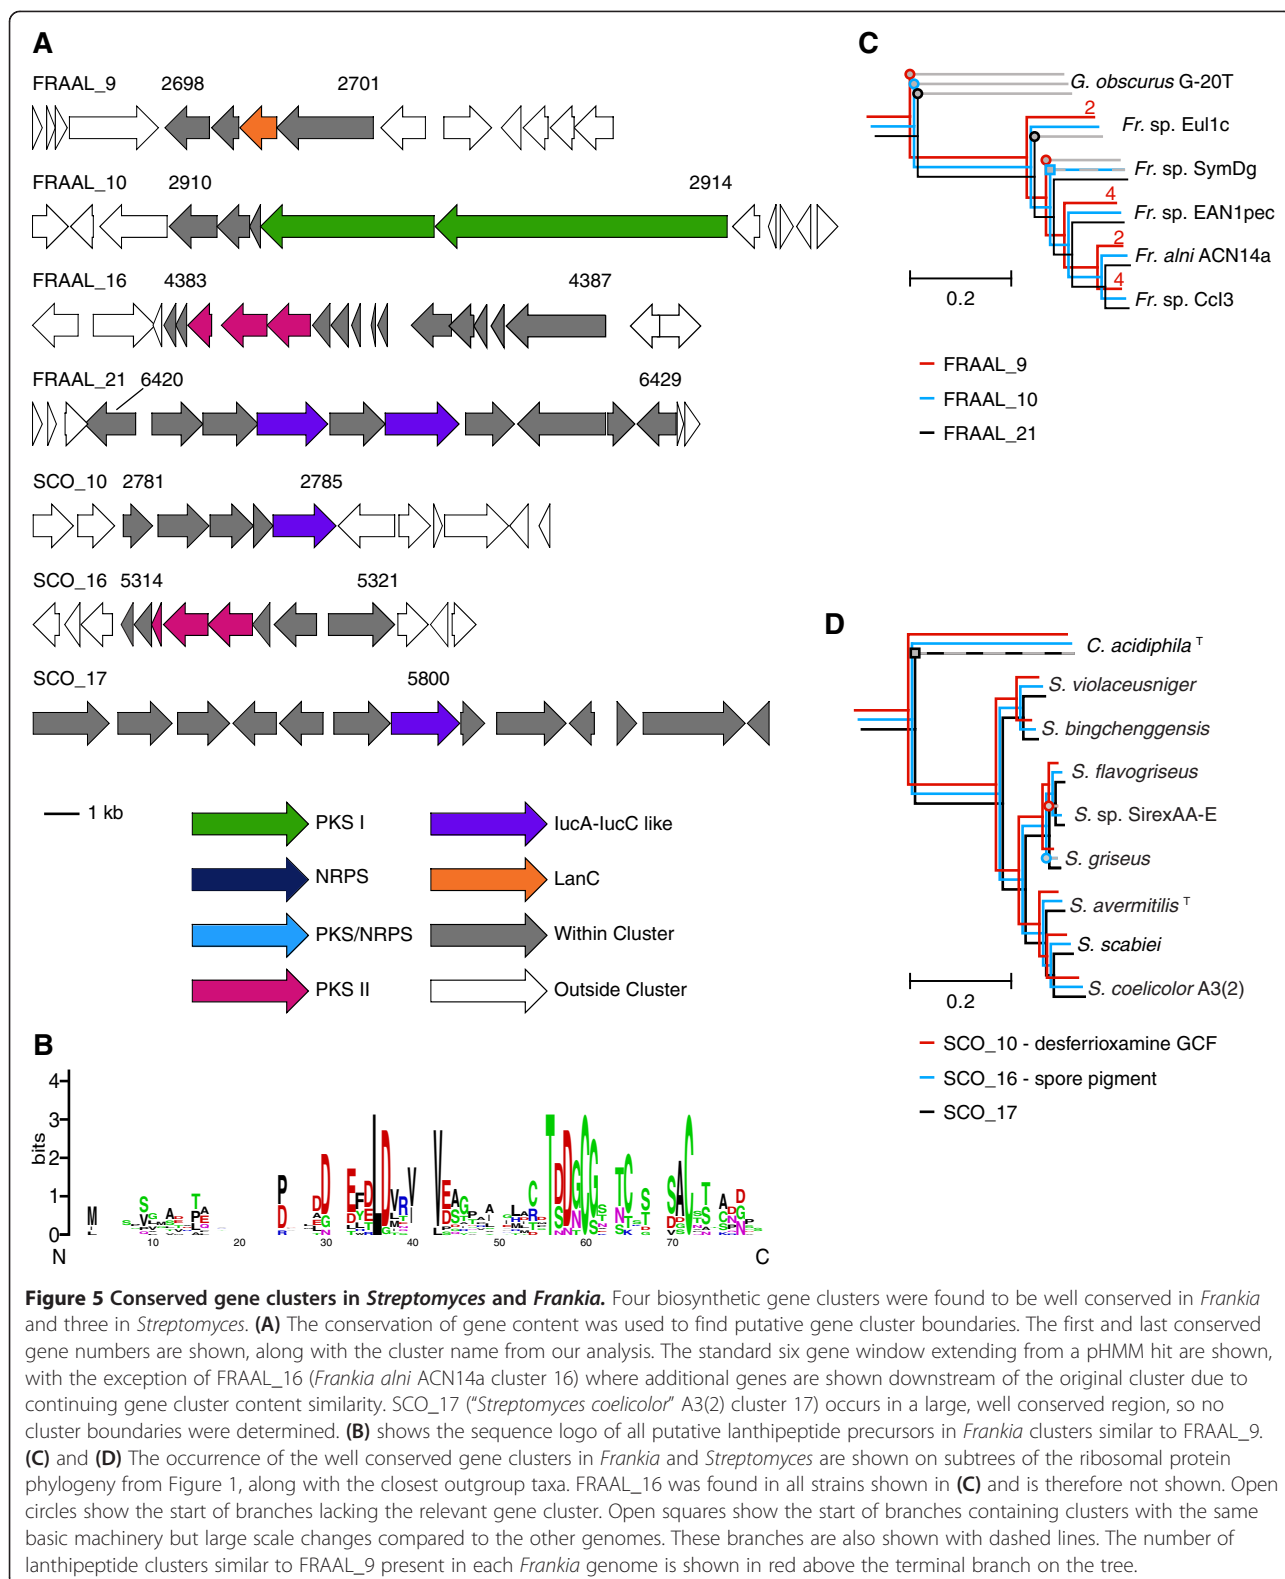 A
FRAAL_9
2698
2701
FRAAL_10
2910
2914
FRAAL_16
4383
4387
FRAAL_21
6420
6429
SCO_10
2781
2785
SCO_16
5314
5321
SCO_17
5800
1 kb
PKS I
NRPS
PKS/NRPS
PKS II
IucA-IucC like
LanC
Within Cluster
Outside Cluster
B
bits
4
3
2
1
0
N
10
20
30
40
50
60
70
C
C
G. obscurus G-20T
2
Fr. sp. EuI1c
Fr. sp. SymDg
4
Fr. sp. EAN1pec
2
Fr. alni ACN14a
4
Fr. sp. CcI3
0.2
FRAAL_9
FRAAL_10
FRAAL_21
D
C. acidiphila T
S. violaceusniger
S. bingchenggensis
S. flavogriseus
S. sp. SirexAA-E
S. griseus
S. avermitilis T
S. scabiei
S. coelicolor A3(2)
0.2
SCO_10 - desferrioxamine GCF
SCO_16 - spore pigment
SCO_17
Figure 5 Conserved gene clusters in Streptomyces and Frankia. Four biosynthetic gene clusters were found to be well conserved in Frankia
and three in Streptomyces. (A) The conservation of gene content was used to find putative gene cluster boundaries. The first and last conserved
gene numbers are shown, along with the cluster name from our analysis. The standard six gene window extending from a pHMM hit are shown,
with the exception of FRAAL_16 (Frankia alni ACN14a cluster 16) where additional genes are shown downstream of the original cluster due to
continuing gene cluster content similarity. SCO_17 (“Streptomyces coelicolor” A3(2) cluster 17) occurs in a large, well conserved region, so no
cluster boundaries were determined. (B) shows the sequence logo of all putative lanthipeptide precursors in Frankia clusters similar to FRAAL_9.
(C) and (D) The occurrence of the well conserved gene clusters in Frankia and Streptomyces are shown on subtrees of the ribosomal protein
phylogeny from Figure 1, along with the closest outgroup taxa. FRAAL_16 was found in all strains shown in (C) and is therefore not shown. Open
circles show the start of branches lacking the relevant gene cluster. Open squares show the start of branches containing clusters with the same
basic machinery but large scale changes compared to the other genomes. These branches are also shown with dashed lines. The number of
lanthipeptide clusters similar to FRAAL_9 present in each Frankia genome is shown in red above the terminal branch on the tree.